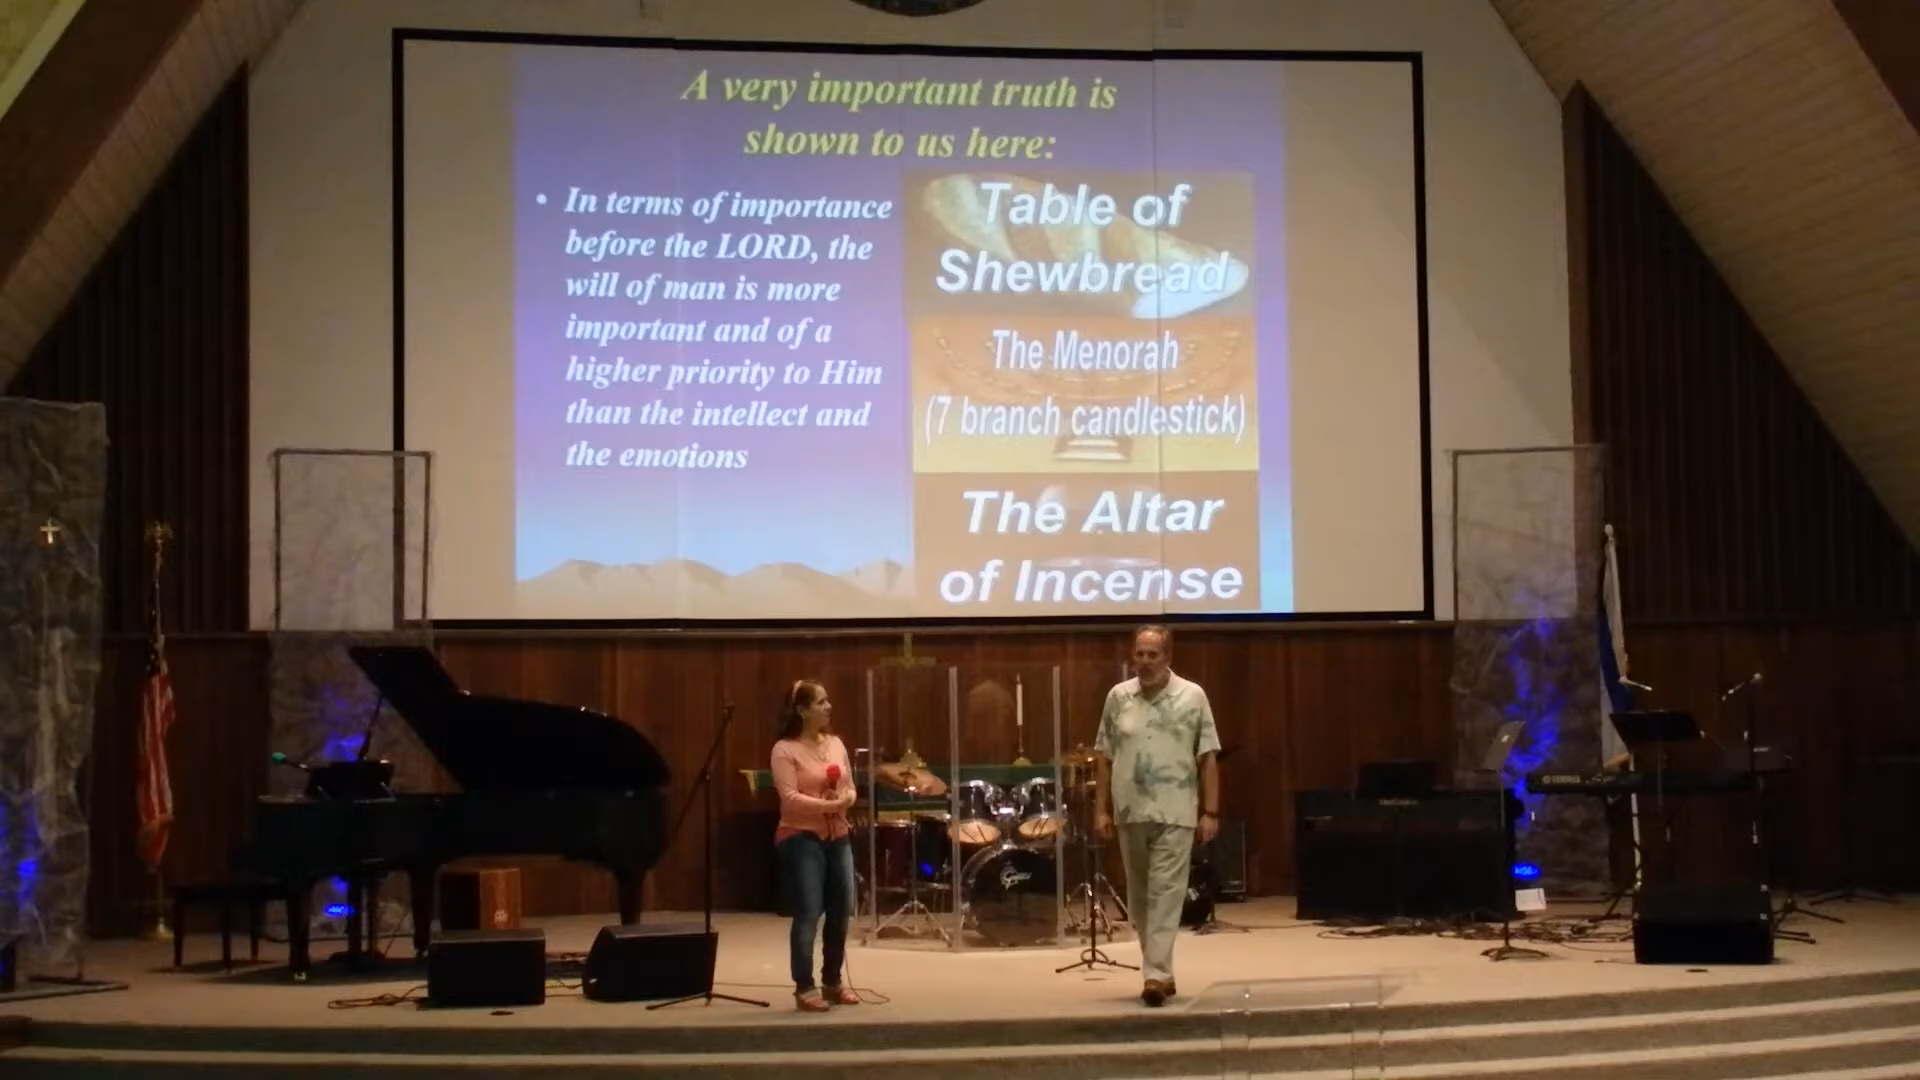 A very important truth is
shown to us here:
• In terms of importance
before the LORD, the
will of man is more
important and of a
higher priority to Him
than the intellect and
the emotions
Table of
Shewbread
The Menorah
(7 branch candlestick)
The Altar
of Incense